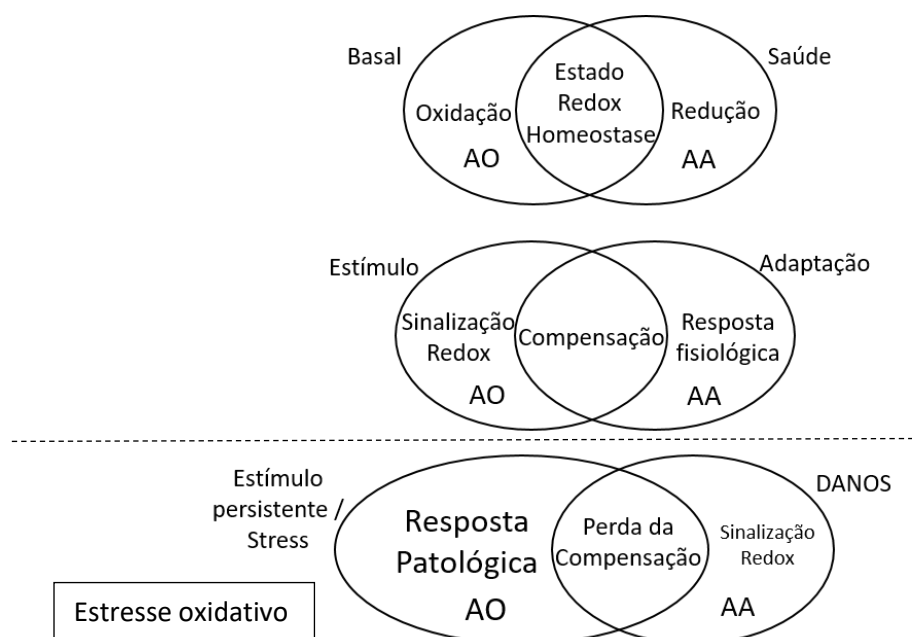 Basal
Saúde
Estado
Redox
Homeostase
Oxidação
Redução
AO
AA
Estímulo
Adaptação
Sinalização
Redox
Compensação
Resposta
fisiológica
AO
AA
Estímulo
persistente /
Stress
DANOS
Resposta
Patológica
Perda da
Compensação
Sinalização
Redox
AO
AA
Estresse oxidativo